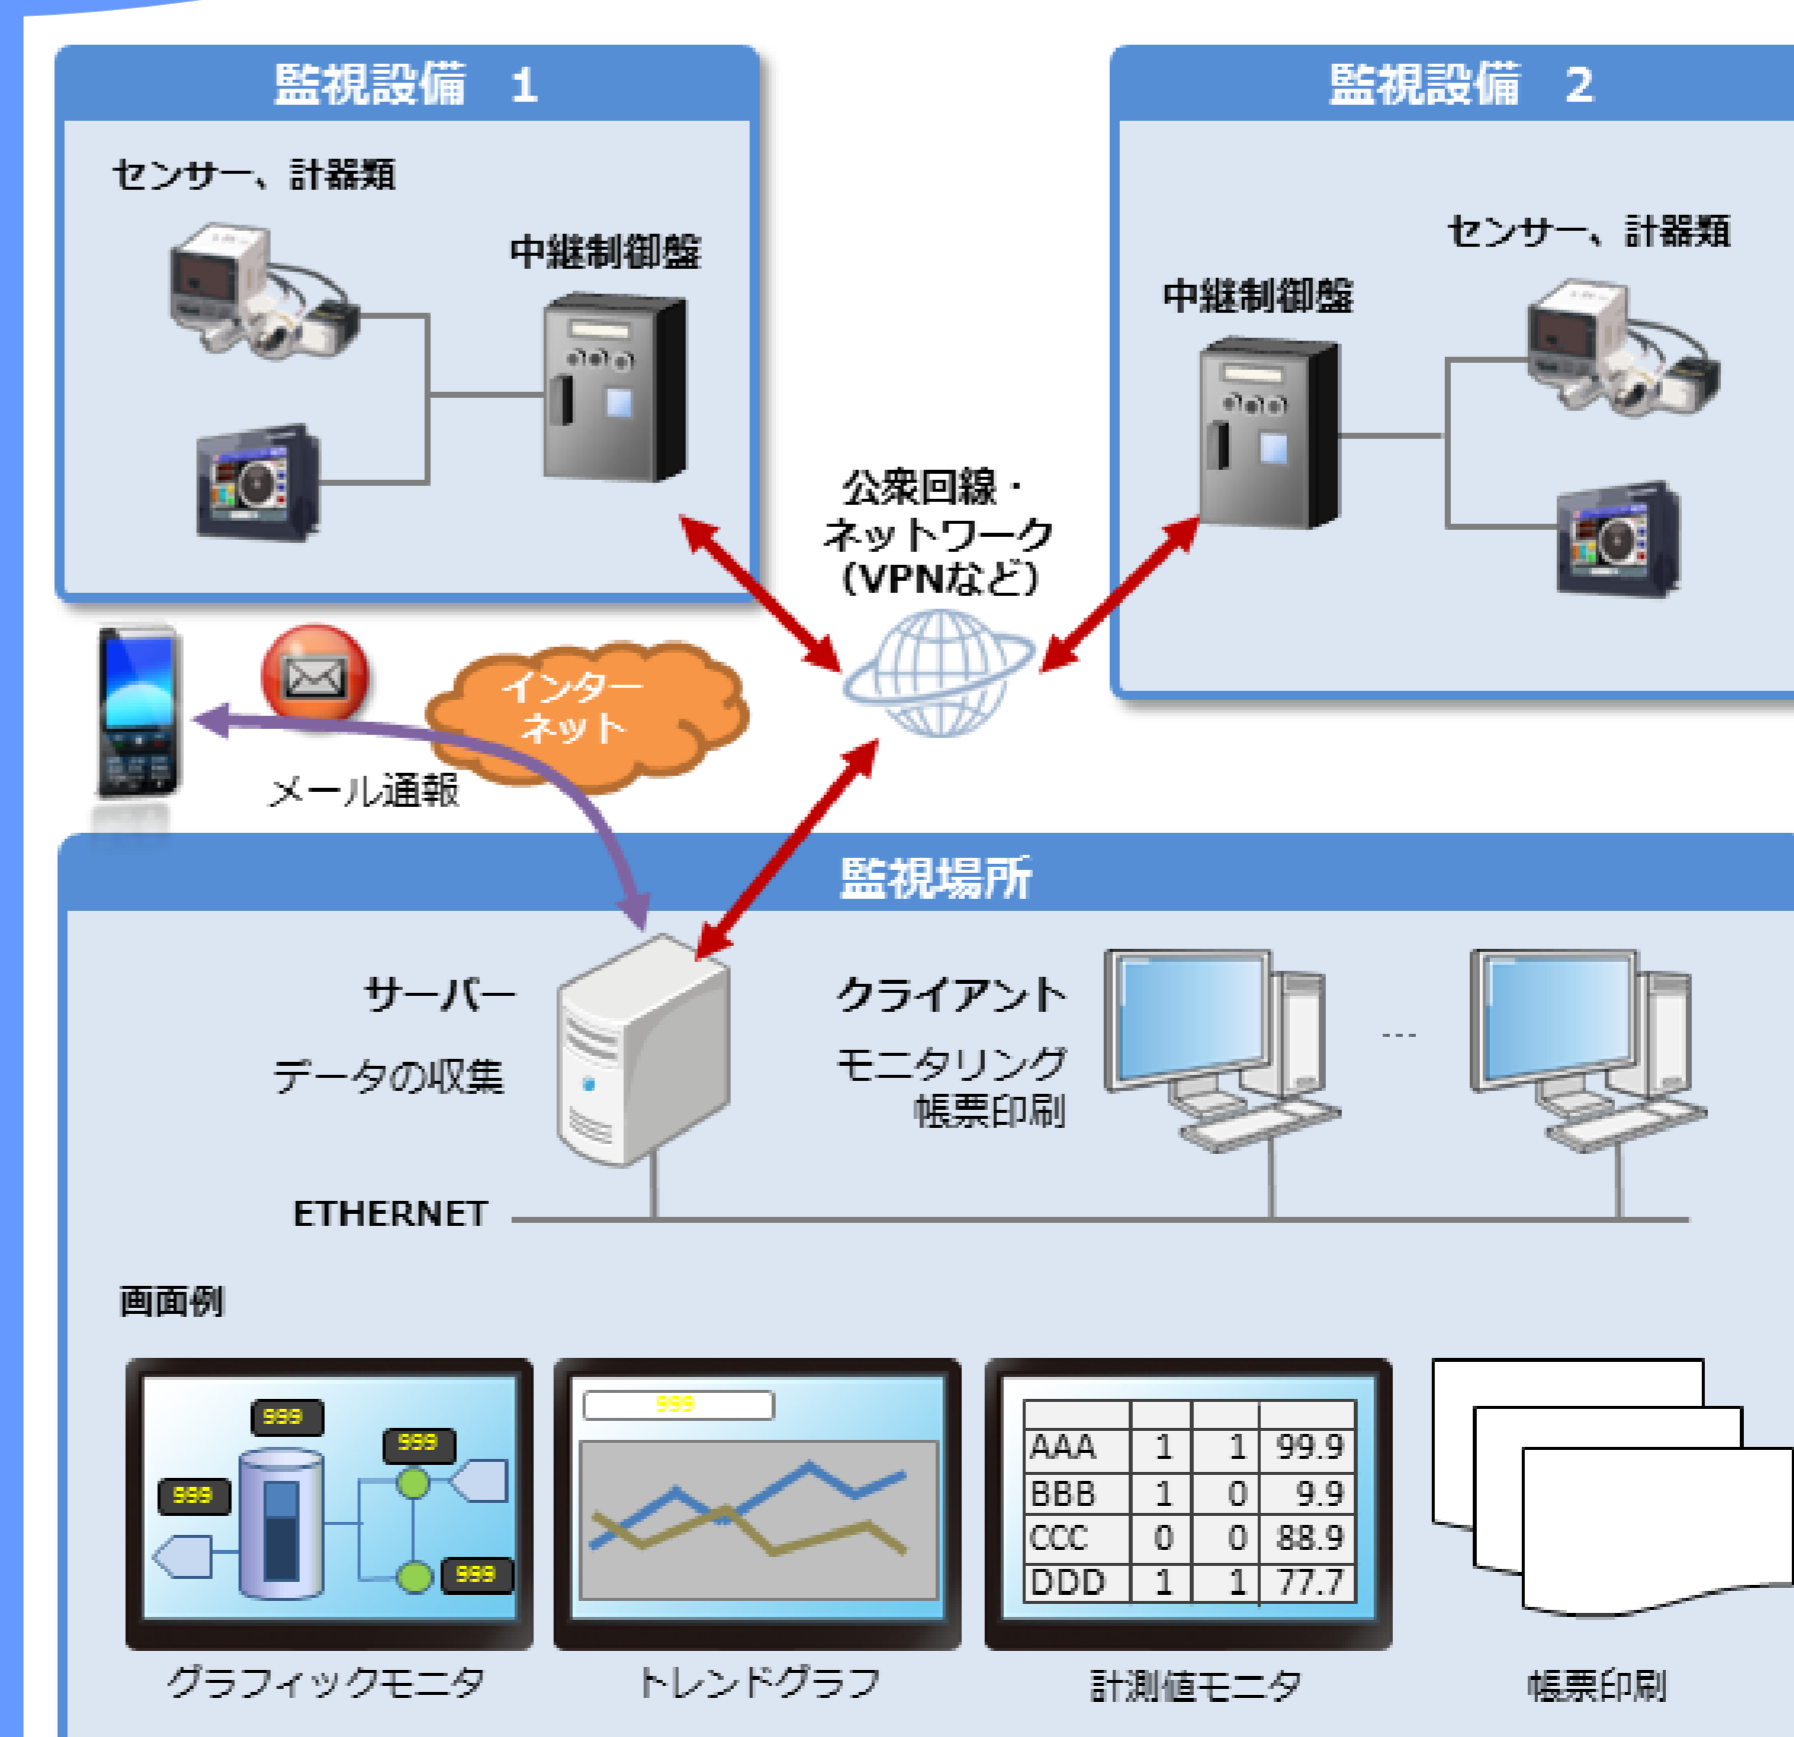 監視設備　1
センサー、計器類
中継制御盤
監視設備　2
センサー、計器類
中継制御盤
公衆回線・
ネットワーク
（VPNなど）
インター
ネット
メール通報
監視場所
サーバー
データの収集
クライアント
モニタリング
帳票印刷
...
ETHERNET
画面例
999
999
999
999
グラフィックモニタ
999
トレンドグラフ
AAA 1 1 99.9
BBB 1 0 9.9
CCC 0 0 88.9
DDD 1 1 77.7
計測値モニタ
帳票印刷